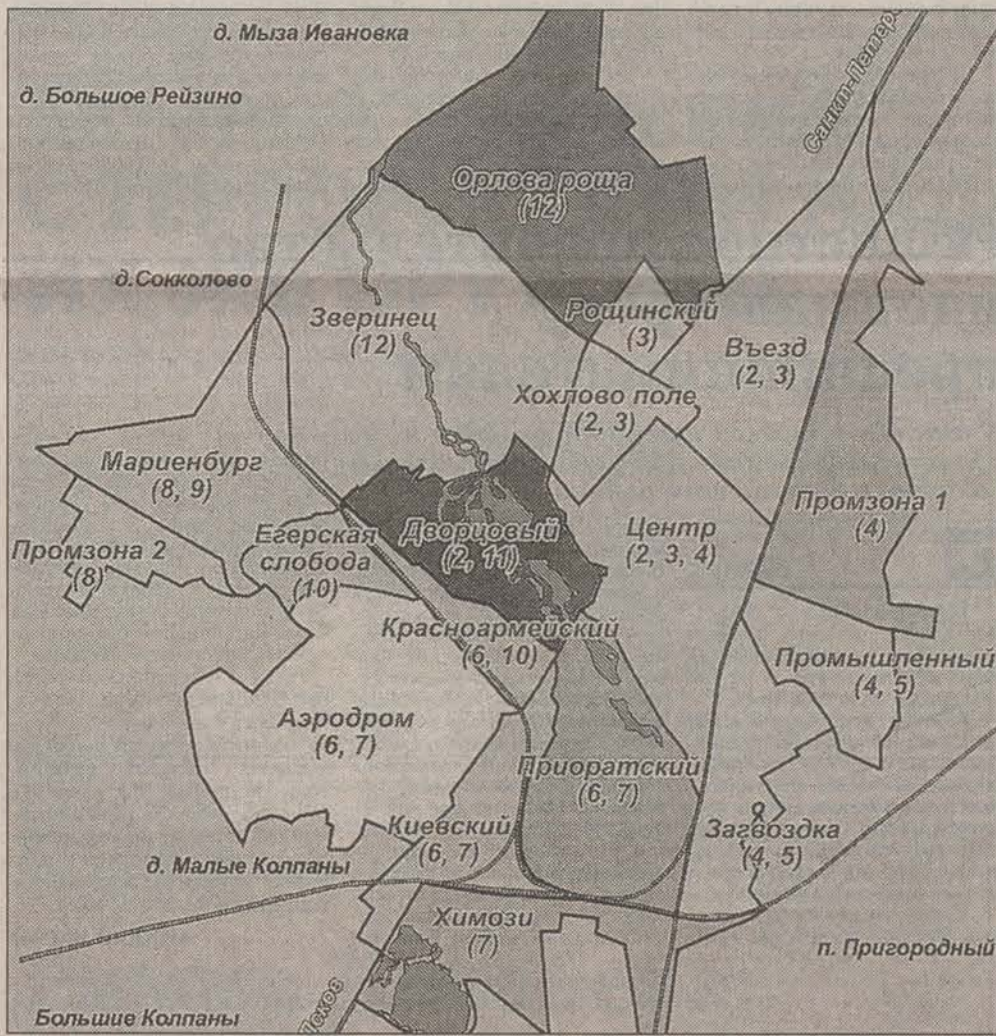 д. Мыза Ивановка
д. Большое Рейзино
Орлова роща
(12)
д.Сокколово
Зверинец
(12)
Рощинский
(3)
Въезд
(2, 3)
Хохлово поле
(2, 3)
Мариенбург
(8, 9)
Промзона 1
(4)
Промзона 2
(8)
Егерская
слобода
(10)
Дворцовый
(2, 11)
Центр
(2, 3, 4)
Красноармейский
(6, 10)
Промышленный
(4, 5)
Аэродром
(6, 7)
Приоратский
(6, 7)
Киевский
(6, 7)
Загвоздка
(4, 5)
д. Малые Колпаны
Химози
(7)
п. Пригородный
Большие Колпаны
Псков